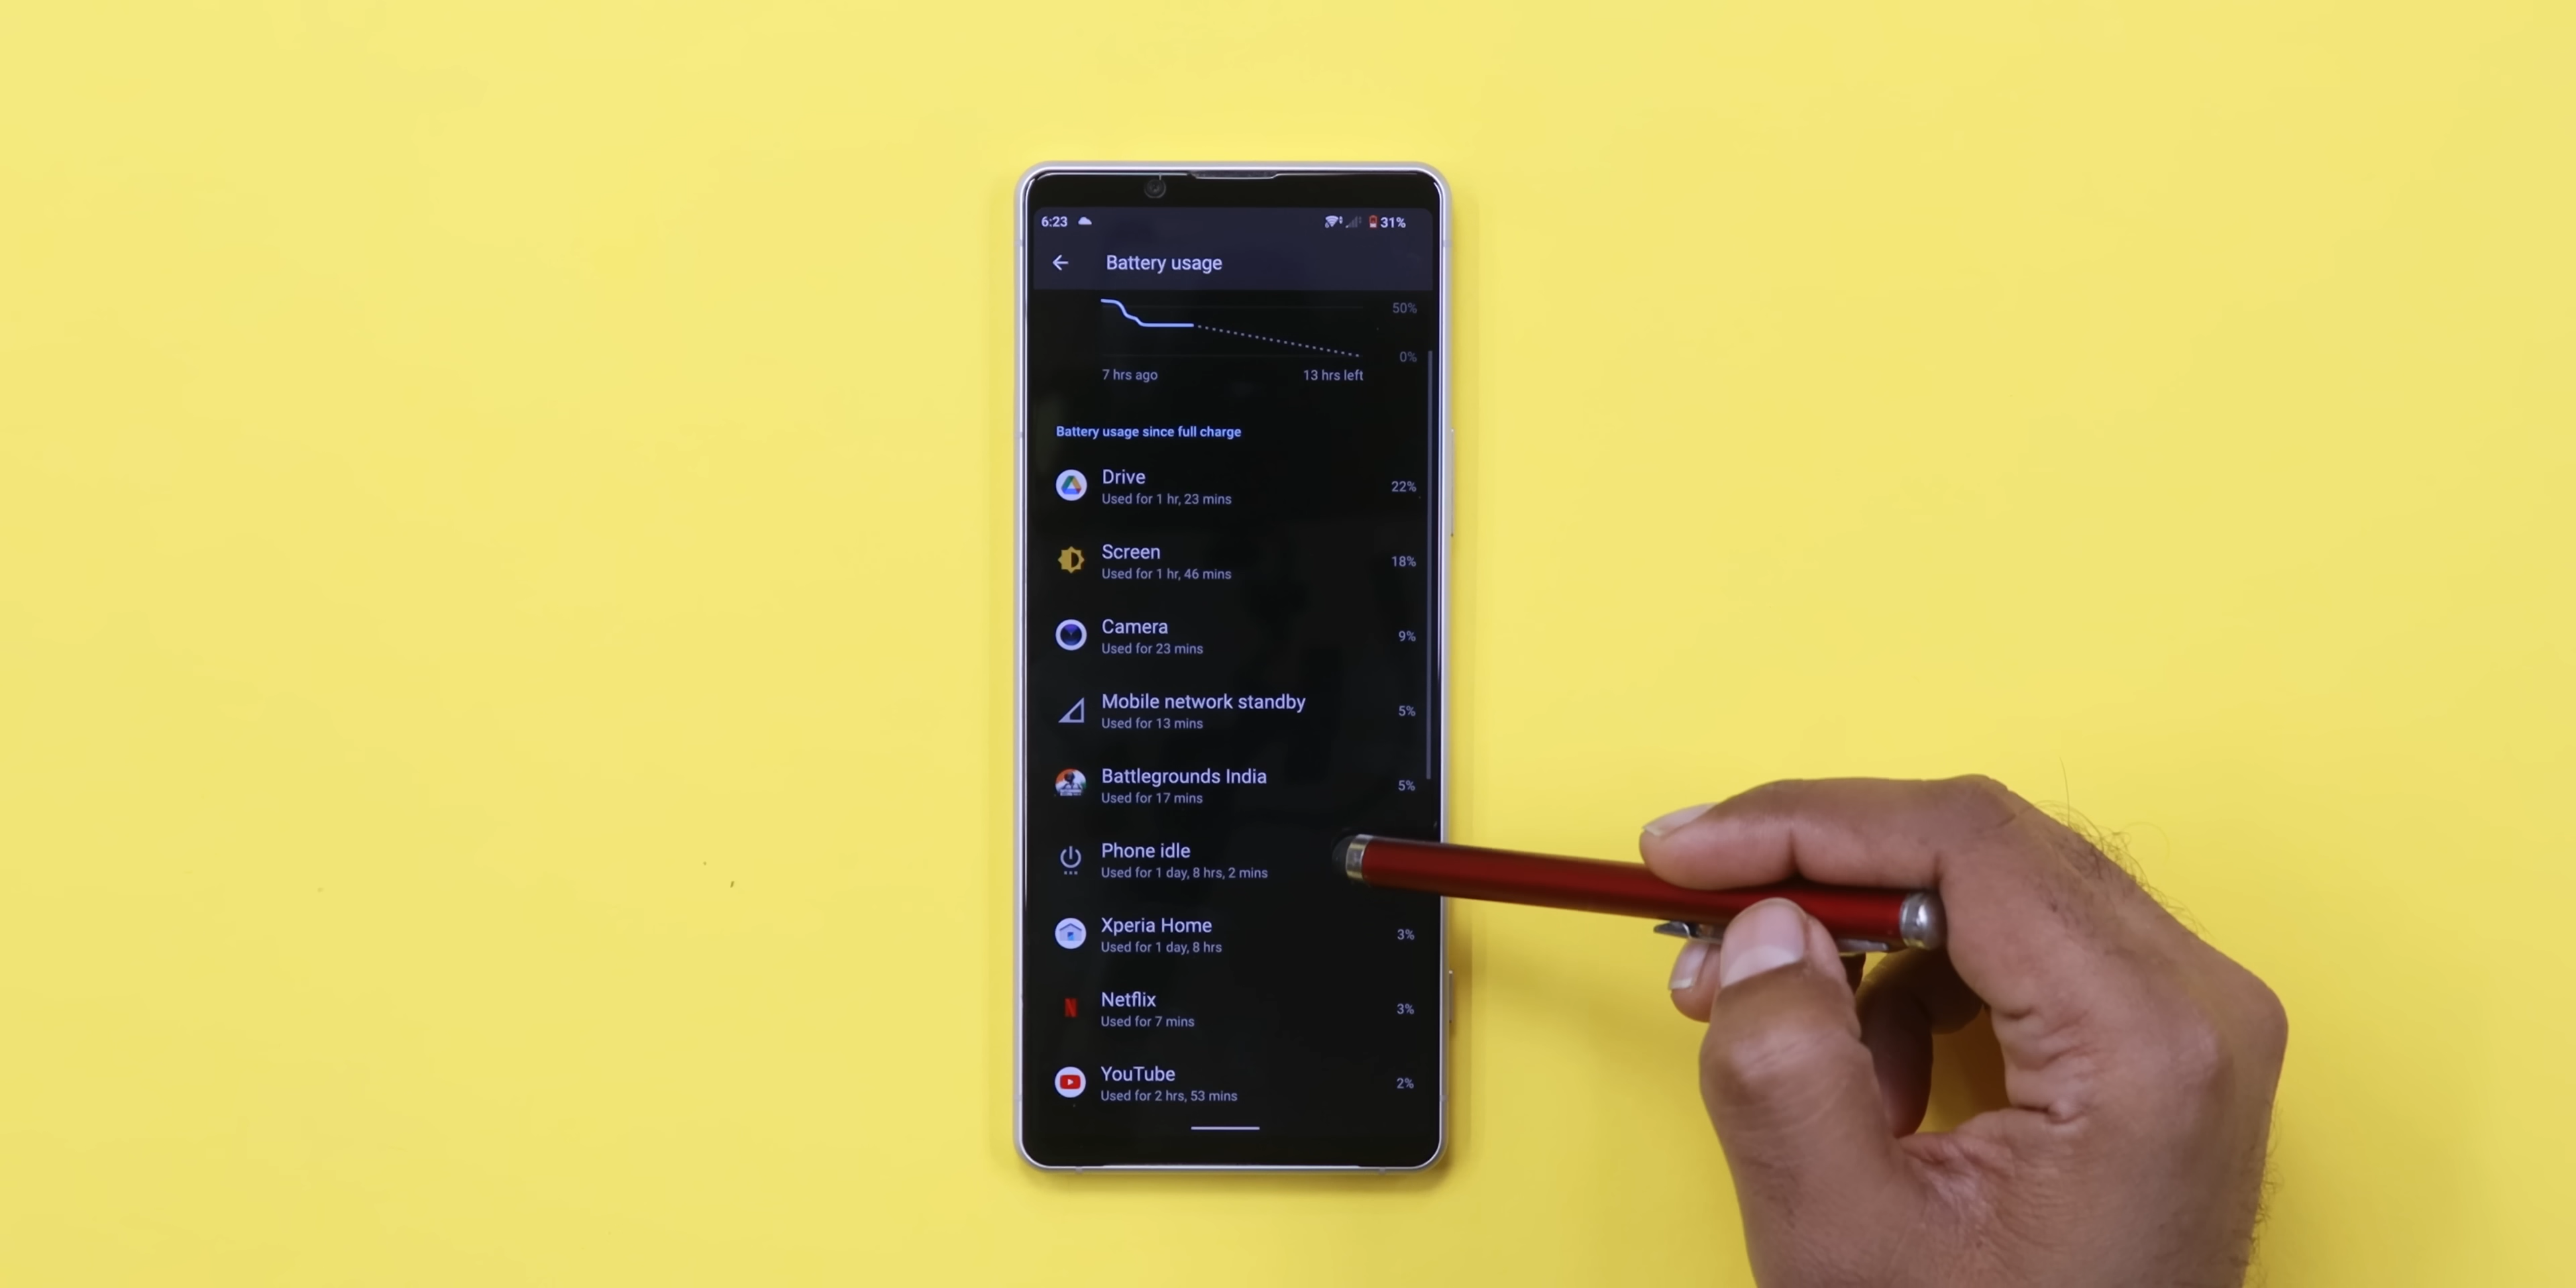 6:23
31%
Battery usage
50%
0%
7 hrs ago
13 hrs left
Battery usage since full charge
Drive
Used for 1 hr, 23 mins
22%
Screen
Used for 1 hr, 46 mins
18%
Camera
Used for 23 mins
9%
Mobile network standby
Used for 13 mins
5%
Battlegrounds India
Used for 17 mins
5%
Phone idle
Used for 1 day, 8 hrs, 2 mins
Xperia Home
Used for 1 day, 8 hrs
3%
Netflix
Used for 7 mins
3%
YouTube
Used for 2 hrs, 53 mins
2%